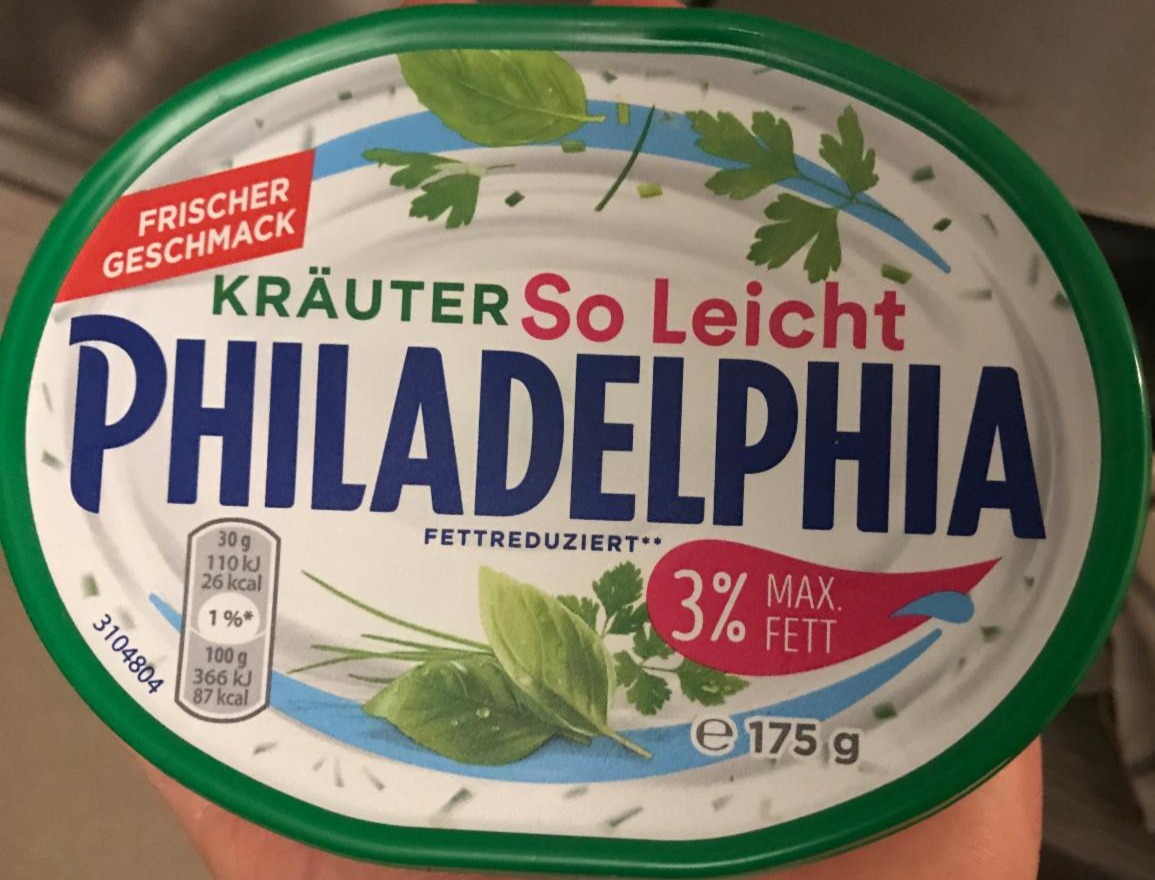 FRISCHER
GESCHMACK
KRÄUTER So Leicht
PHILADELPHIA
FETTREDUZIERT**
30 g
110 kJ
26 kcal
1 %*
100 g
366 kJ
87 kcal
3104804
3% MAX.
FETT
℮ 175 g